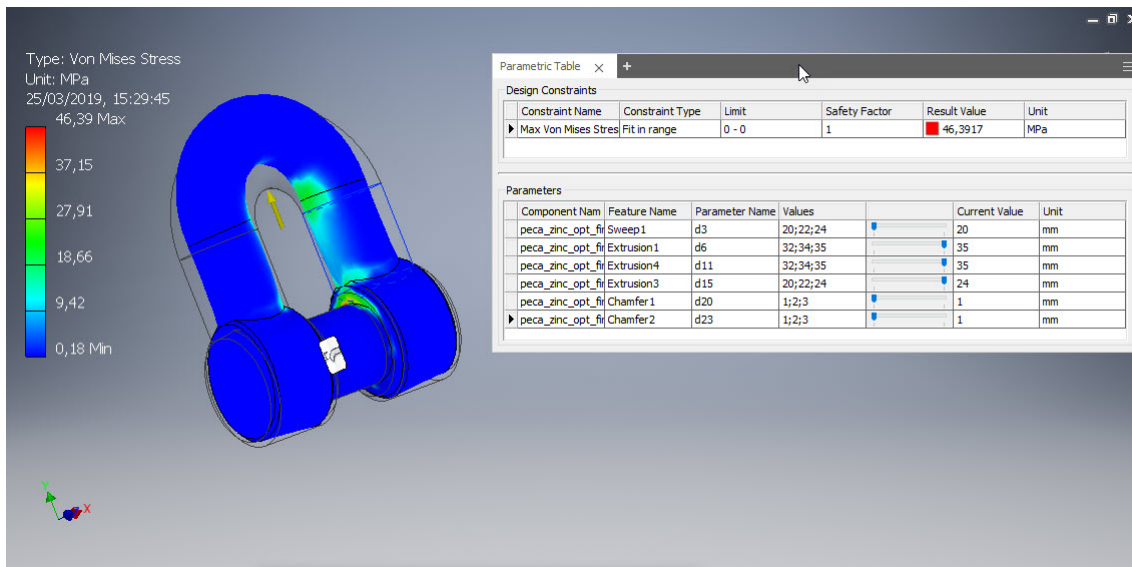 Type: Von Mises Stress
Unit: MPa
25/03/2019, 15:29:45
46,39 Max
37,15
27,91
18,66
9,42
0,18 Min
Y
X
Parametric Table × +
Design Constraints
Constraint Name Constraint Type Limit Safety Factor Result Value Unit
Max Von Mises Stres Fit in range 0 - 0 1 46,3917 MPa
Parameters
Component Nam Feature Name Parameter Name Values Current Value Unit
peca_zinc_opt_fir Sweep1 d3 20;22;24 20 mm
peca_zinc_opt_fir Extrusion1 d6 32;34;35 35 mm
peca_zinc_opt_fir Extrusion4 d11 32;34;35 35 mm
peca_zinc_opt_fir Extrusion3 d15 20;22;24 24 mm
peca_zinc_opt_fir Chamfer1 d20 1;2;3 1 mm
peca_zinc_opt_fir Chamfer2 d23 1;2;3 1 mm